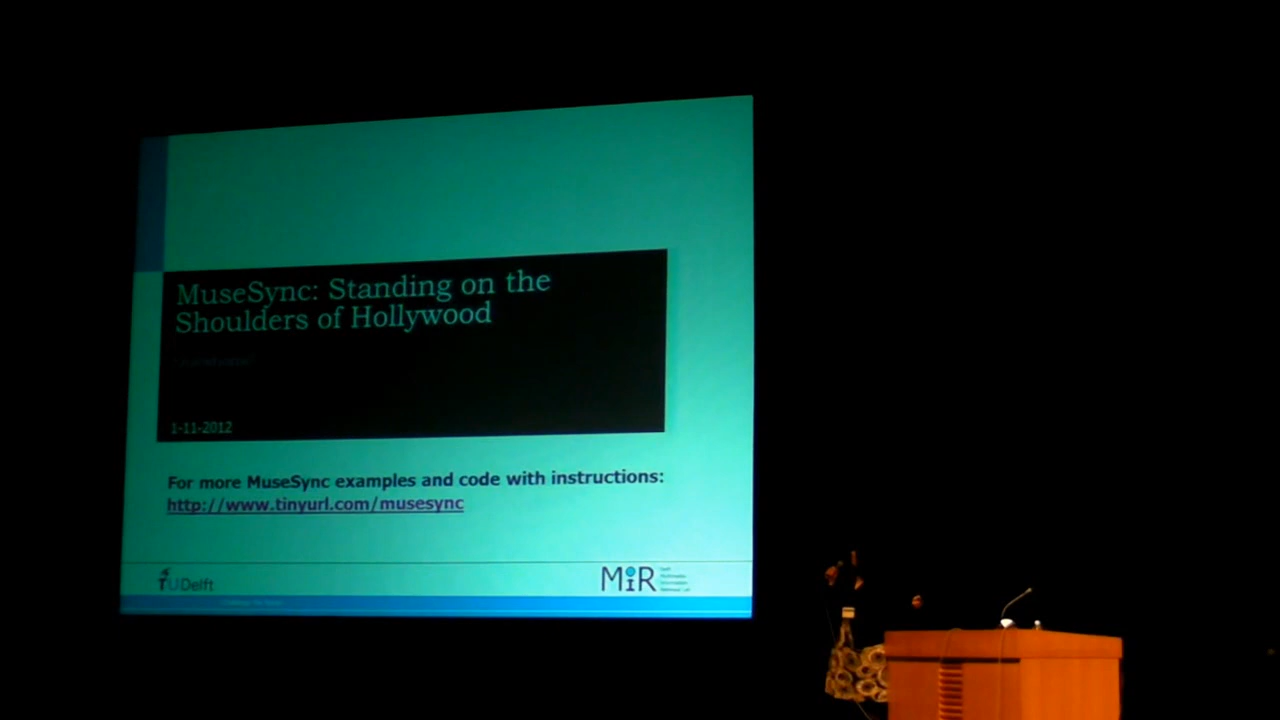 MuseSync: Standing on the
Shoulders of Hollywood
1-11-2012
For more MuseSync examples and code with instructions:
http://www.tinyurl.com/musesync
TUDelft
MIR